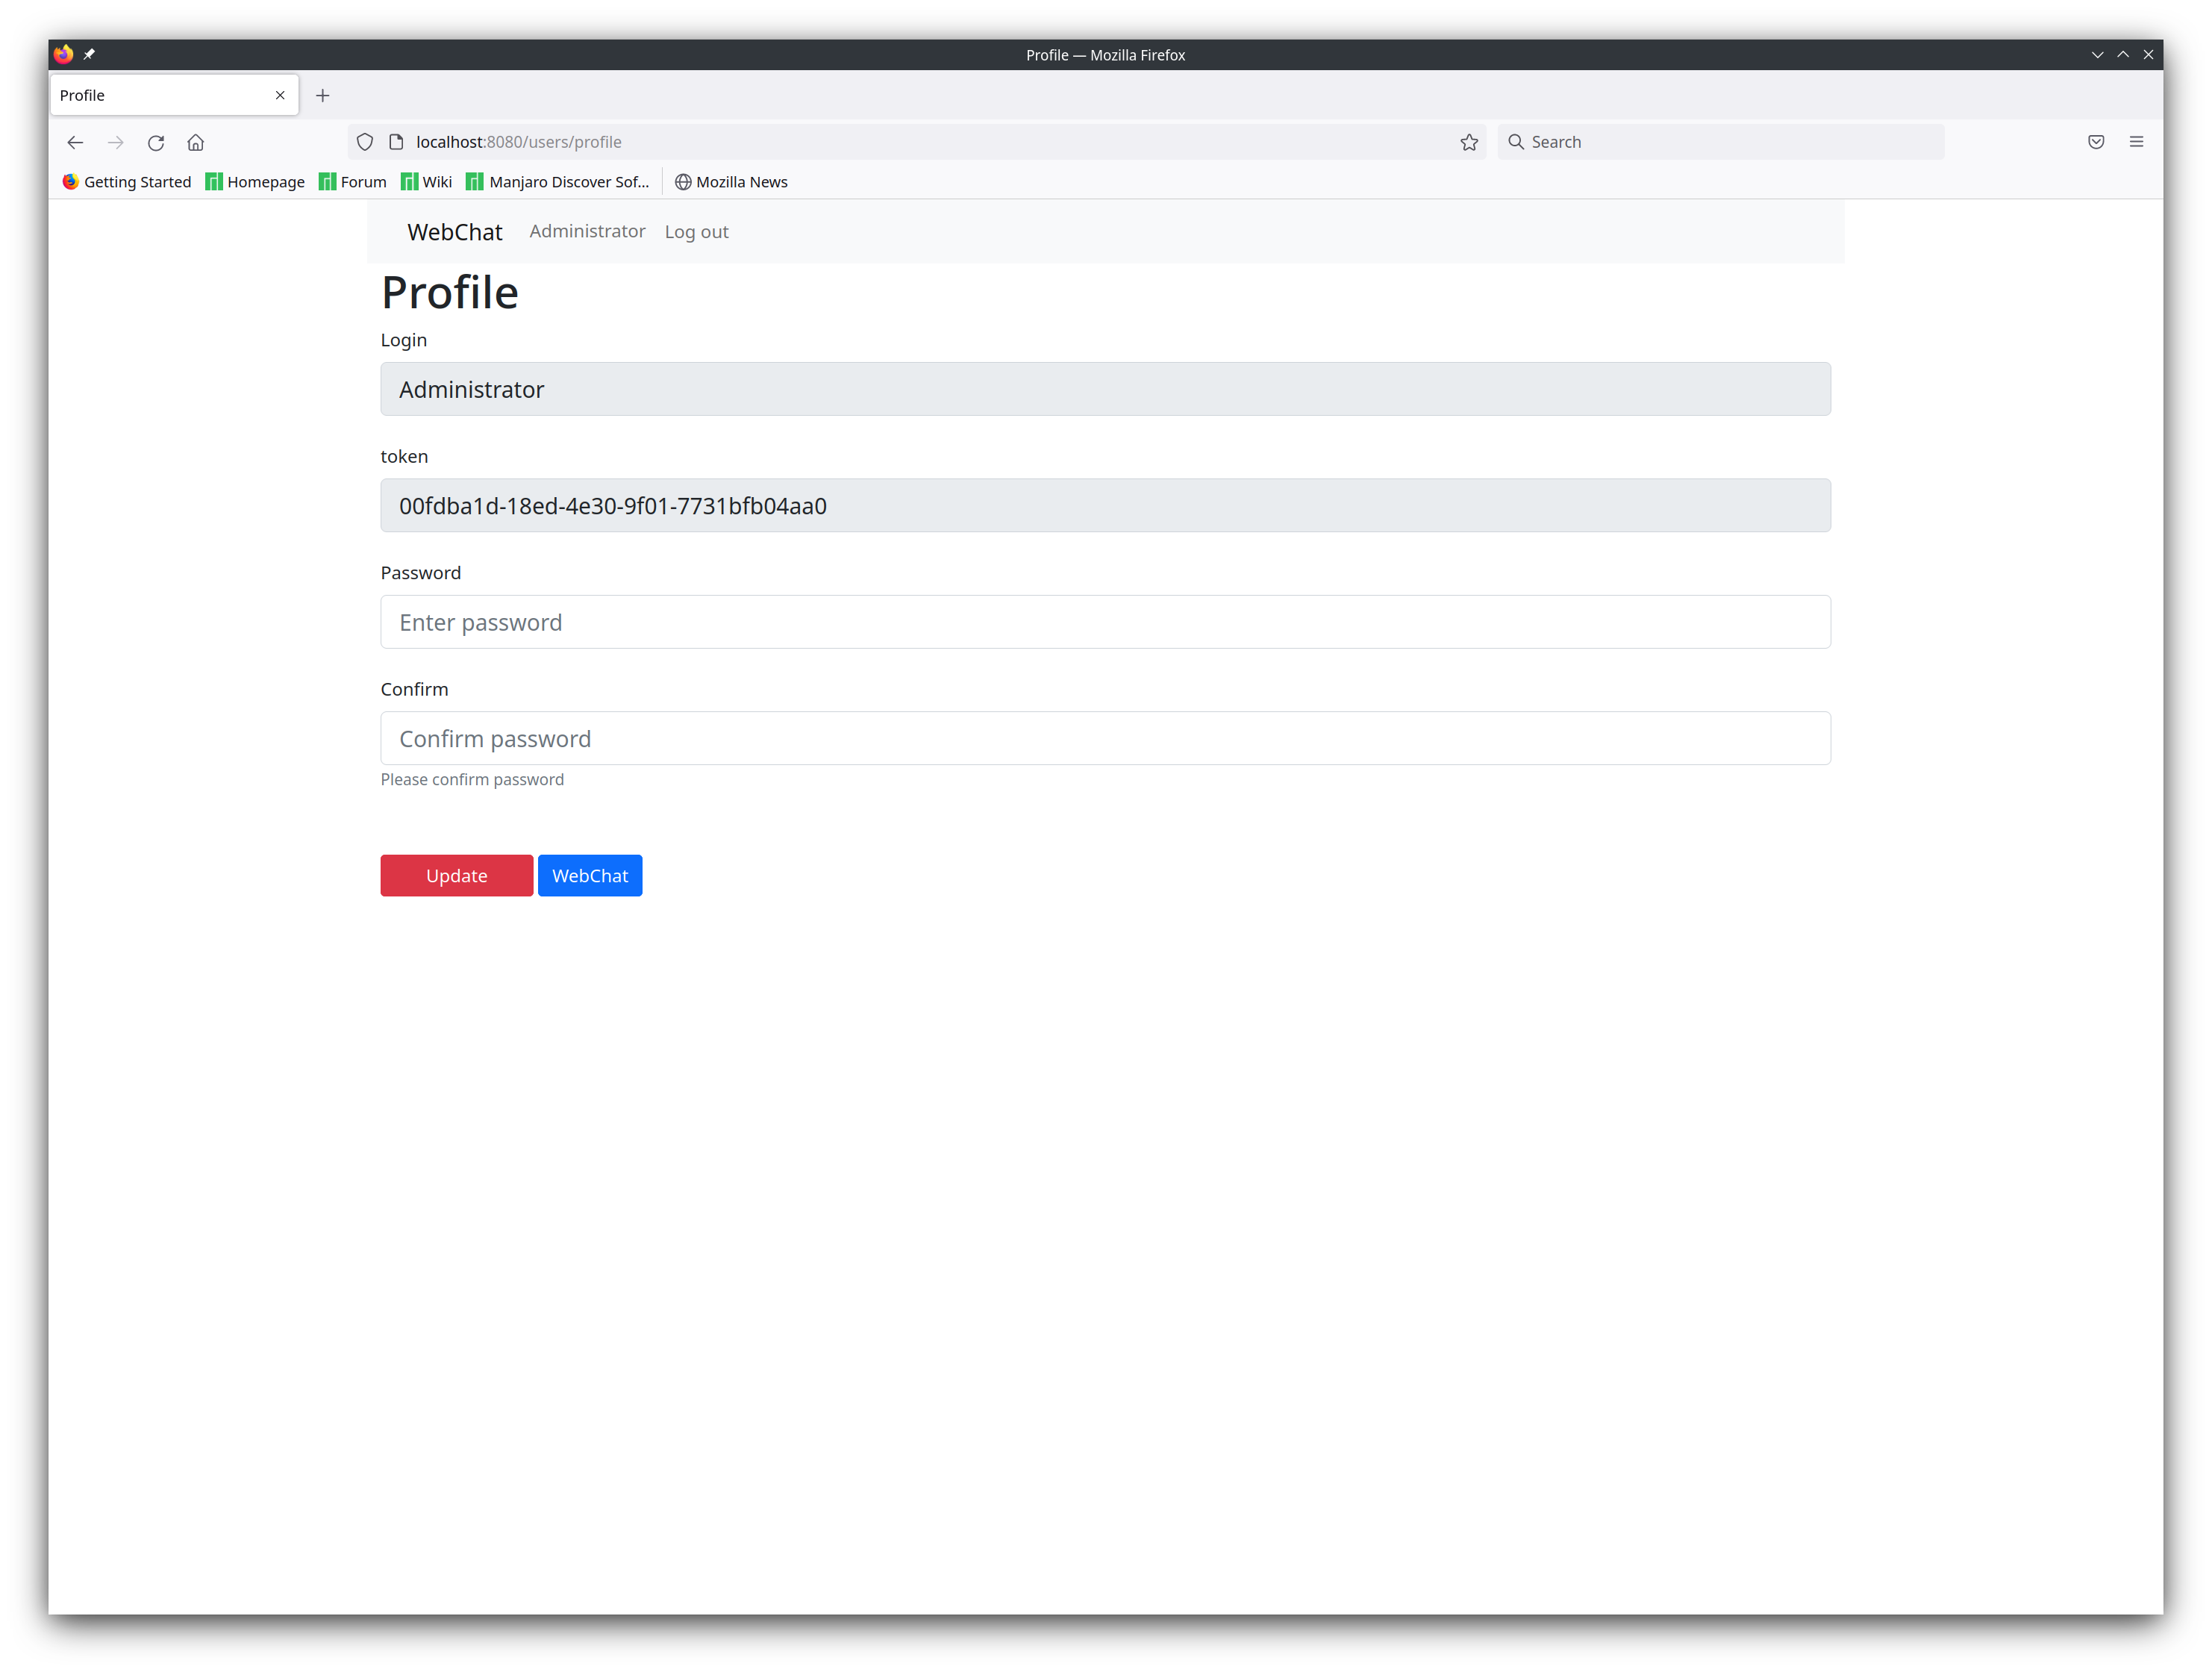 Profile — Mozilla Firefox
Profile
localhost:8080/users/profile
Search
Getting Started Homepage Forum Wiki Manjaro Discover Sof... Mozilla News
WebChat Administrator Log out
Profile
Login
Administrator
token
00fdba1d-18ed-4e30-9f01-7731bfb04aa0
Password
Enter password
Confirm
Confirm password
Please confirm password
Update WebChat